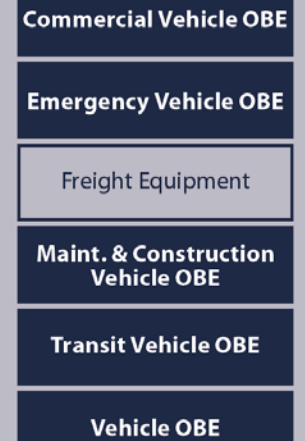 Commercial Vehicle OBE
Emergency Vehicle OBE
Freight Equipment
Maint. & Construction
Vehicle OBE
Transit Vehicle OBE
Vehicle OBE